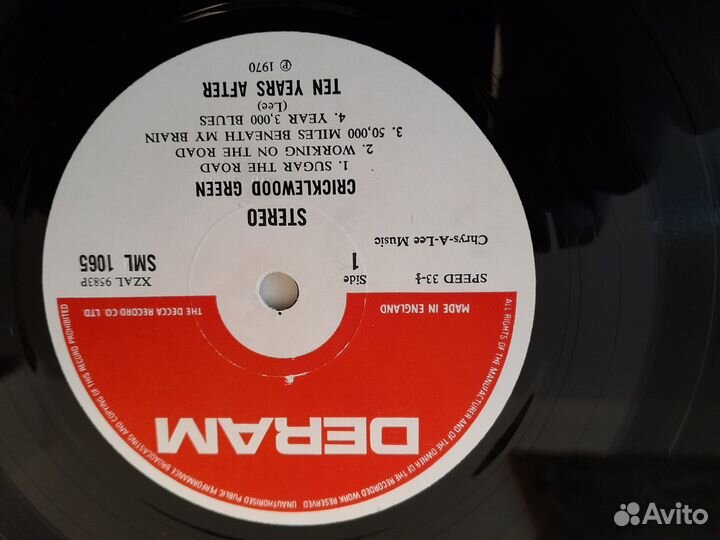 ALL RIGHTS OF THE MANUFACTURER AND OF THE OWNER OF THE RECORDED WORK RESERVED UNAUTHORISED PUBLIC PERFORMANCE BROADCASTING AND COPYING OF THIS RECORD PROHIBITED
DERAM
MADE IN ENGLAND
THE DECCA RECORD CO LTD.
SPEED 33⅓
XZAL 9583P
Side
1
SML 1065
Chrys-A-Lee Music
STEREO
CRICKLEWOOD GREEN
1. SUGAR THE ROAD
2. WORKING ON THE ROAD
3. 50,000 MILES BENEATH MY BRAIN
4. YEAR 3,000 BLUES
(Lee)
TEN YEARS AFTER
℗ 1970
Avito